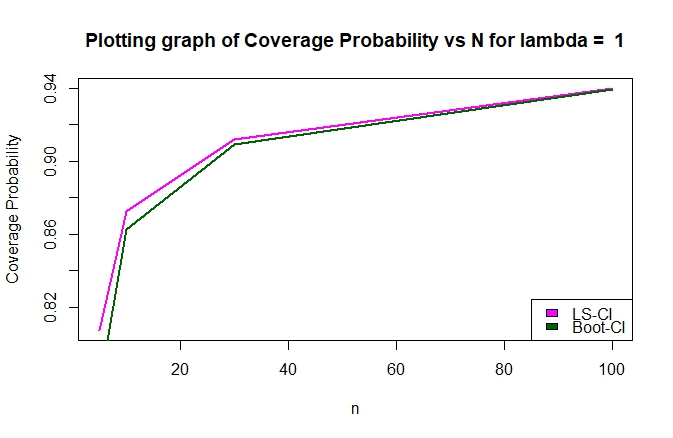 Plotting graph of Coverage Probability vs N for lambda =  1
Coverage Probability
0.94
0.90
0.86
0.82
LS-CI
Boot-CI
20 40 60 80 100
n